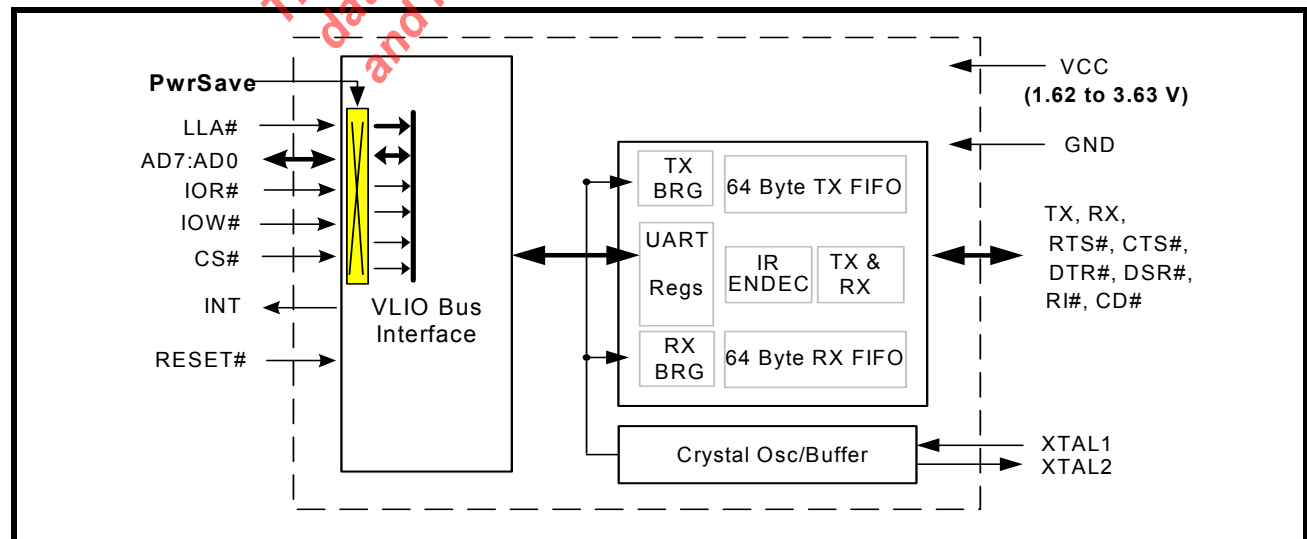 PwrSave
LLA#
AD7:AD0
IOR#
IOW#
CS#
INT
RESET#
VLIO Bus
Interface
TX
BRG
64 Byte TX FIFO
UART
Regs
IR
ENDEC
TX &
RX
RX
BRG
64 Byte RX FIFO
Crystal Osc/Buffer
VCC
(1.62 to 3.63 V)
GND
TX, RX,
RTS#, CTS#,
DTR#, DSR#,
RI#, CD#
XTAL1
XTAL2